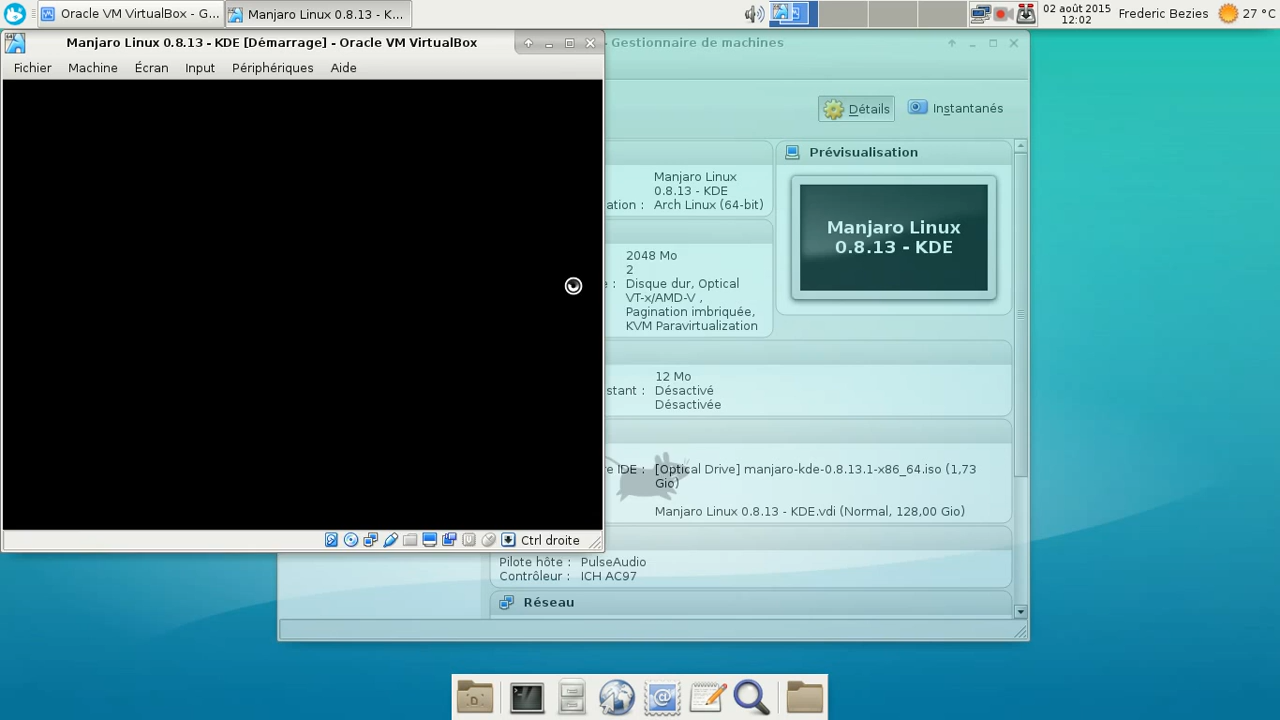 Oracle VM VirtualBox - G...
Manjaro Linux 0.8.13 - K...
02 août 2015
12:02
Frederic Bezies
27 °C
Manjaro Linux 0.8.13 - KDE [Démarrage] - Oracle VM VirtualBox
Fichier Machine Écran Input Périphériques Aide
Ctrl droite
- Gestionnaire de machines
Détails
Instantanés
Manjaro Linux
0.8.13 - KDE
ation : Arch Linux (64-bit)
2048 Mo
2
e : Disque dur, Optical
VT-x/AMD-V ,
Pagination imbriquée,
KVM Paravirtualization
Prévisualisation
Manjaro Linux
0.8.13 - KDE
12 Mo
stant : Désactivé
Désactivée
re IDE : [Optical Drive] manjaro-kde-0.8.13.1-x86_64.iso (1,73
Gio)
Manjaro Linux 0.8.13 - KDE.vdi (Normal, 128,00 Gio)
Pilote hôte : PulseAudio
Contrôleur : ICH AC97
Réseau